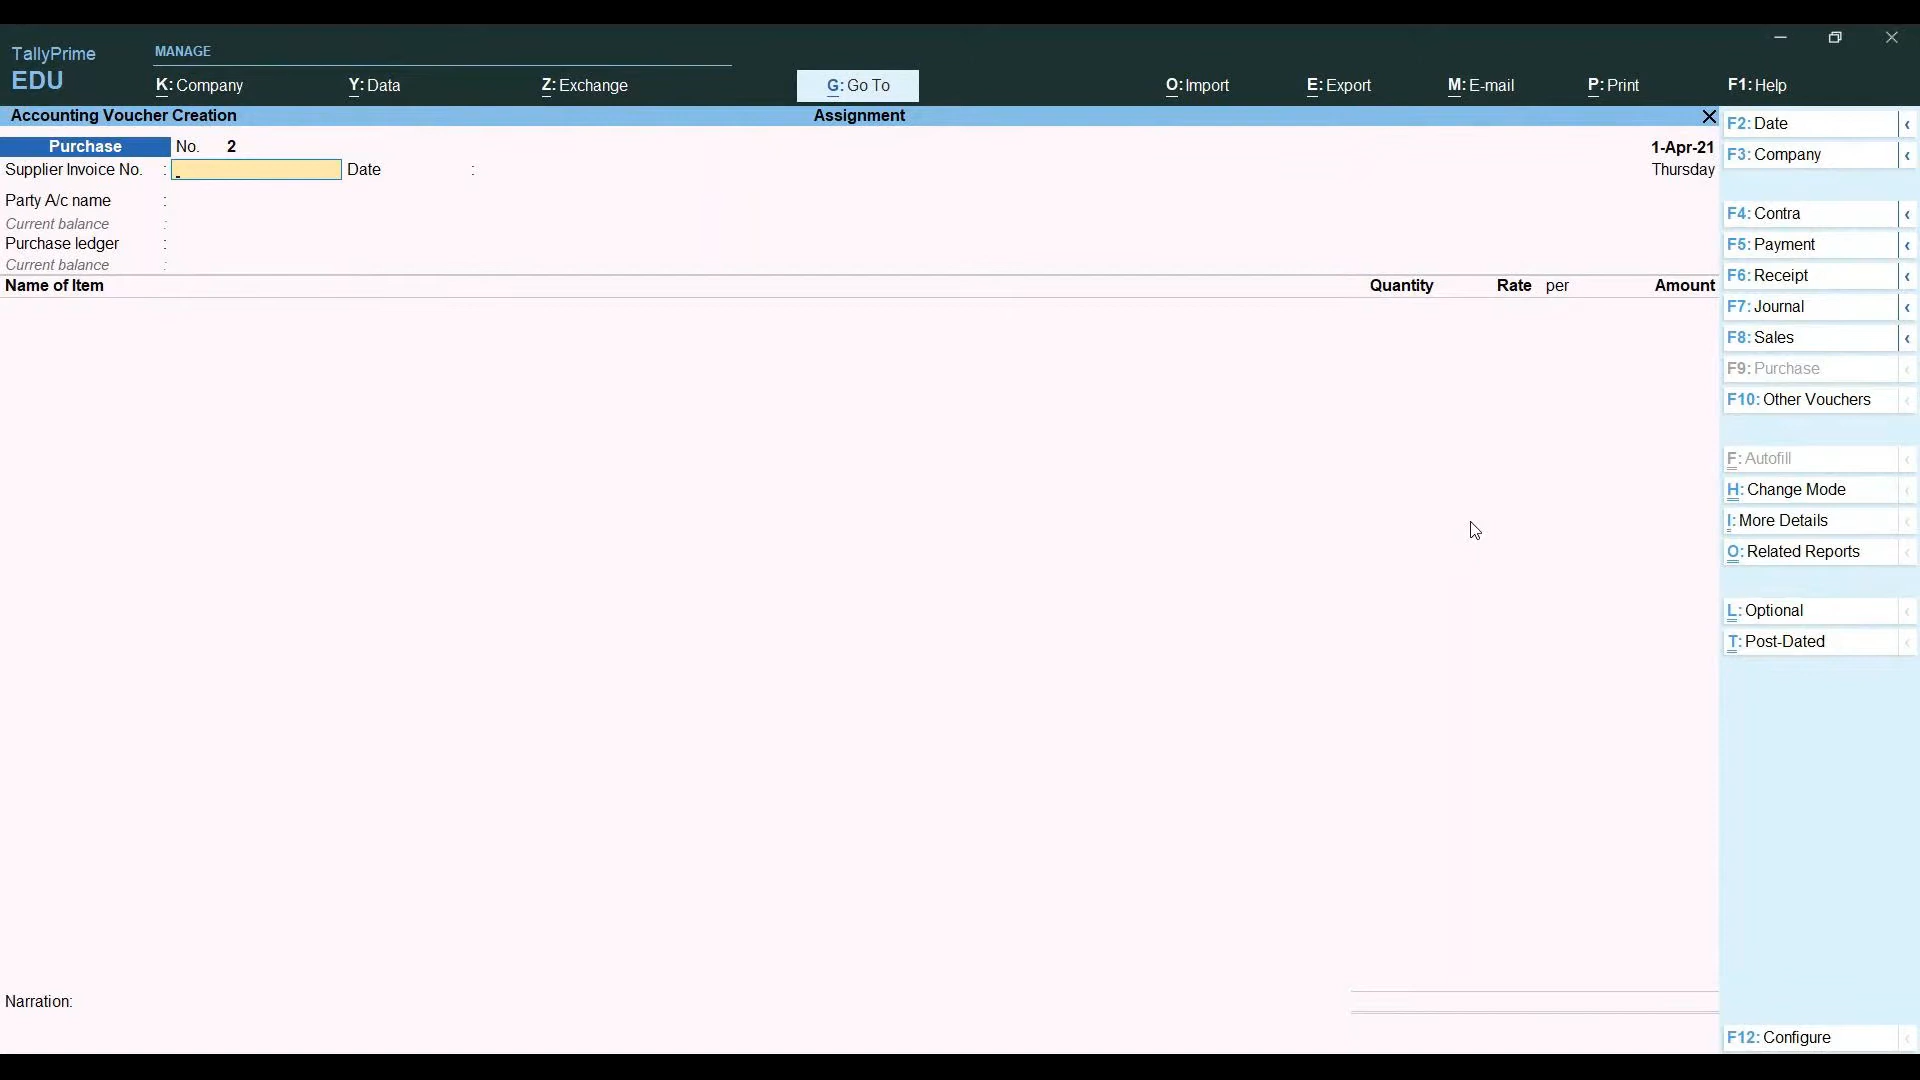 TallyPrime
EDU
MANAGE
K: Company
Y: Data
Z: Exchange
G: Go To
O: Import
E: Export
M: E-mail
P: Print
F1: Help
Accounting Voucher Creation
Assignment
Purchase No. 2
1-Apr-21
Supplier Invoice No. : Date :
Thursday
Party A/c name :
Current balance :
Purchase ledger :
Current balance :
Name of Item Quantity Rate per Amount
Narration:
F2: Date
F3: Company
F4: Contra
F5: Payment
F6: Receipt
F7: Journal
F8: Sales
F9: Purchase
F10: Other Vouchers
F: Autofill
H: Change Mode
I: More Details
O: Related Reports
L: Optional
T: Post-Dated
F12: Configure